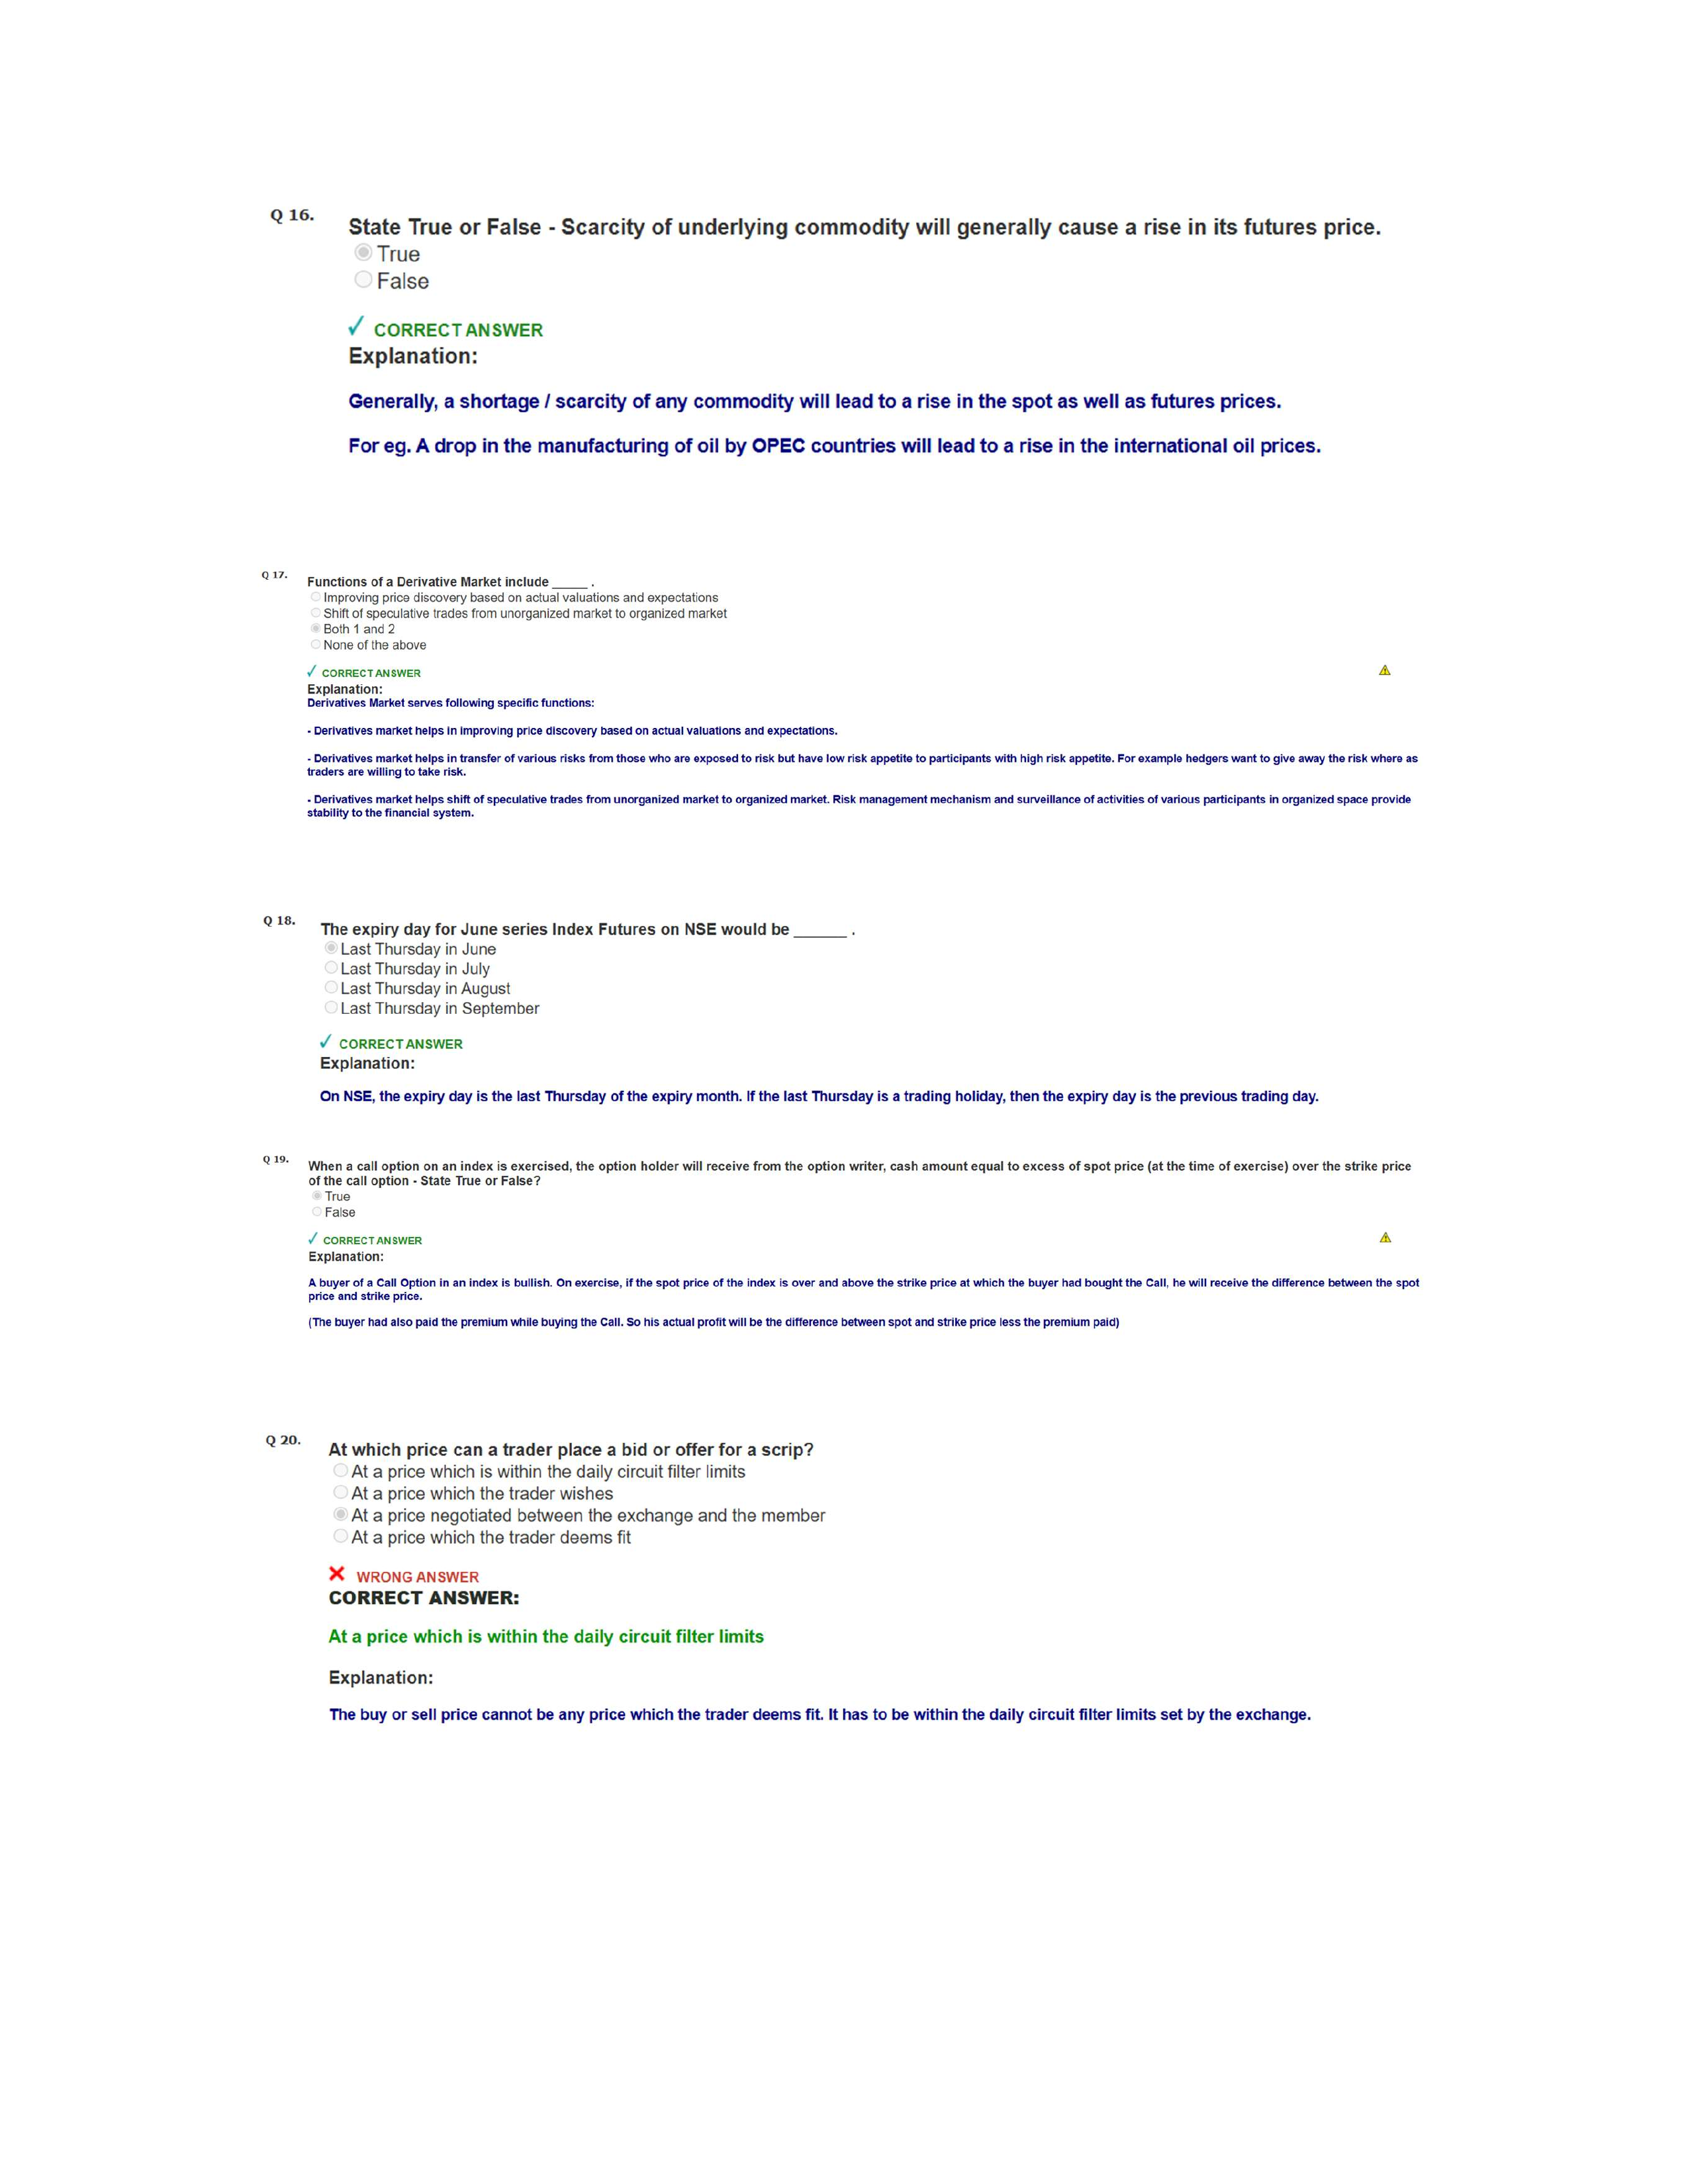 Q 16.
State True or False - Scarcity of underlying commodity will generally cause a rise in its futures price.
True
False
CORRECT ANSWER
Explanation:
Generally, a shortage / scarcity of any commodity will lead to a rise in the spot as well as futures prices.
For eg. A drop in the manufacturing of oil by OPEC countries will lead to a rise in the international oil prices.
Q 17.
Functions of a Derivative Market include _____ .
Improving price discovery based on actual valuations and expectations
Shift of speculative trades from unorganized market to organized market
Both 1 and 2
None of the above
CORRECT ANSWER
Explanation:
Derivatives Market serves following specific functions:
- Derivatives market helps in improving price discovery based on actual valuations and expectations.
- Derivatives market helps in transfer of various risks from those who are exposed to risk but have low risk appetite to participants with high risk appetite. For example hedgers want to give away the risk where as
traders are willing to take risk.
- Derivatives market helps shift of speculative trades from unorganized market to organized market. Risk management mechanism and surveillance of activities of various participants in organized space provide
stability to the financial system.
Q 18.
The expiry day for June series Index Futures on NSE would be ______ .
Last Thursday in June
Last Thursday in July
Last Thursday in August
Last Thursday in September
CORRECT ANSWER
Explanation:
On NSE, the expiry day is the last Thursday of the expiry month. If the last Thursday is a trading holiday, then the expiry day is the previous trading day.
Q 19.
When a call option on an index is exercised, the option holder will receive from the option writer, cash amount equal to excess of spot price (at the time of exercise) over the strike price
of the call option - State True or False?
True
False
CORRECT ANSWER
Explanation:
A buyer of a Call Option in an index is bullish. On exercise, if the spot price of the index is over and above the strike price at which the buyer had bought the Call, he will receive the difference between the spot
price and strike price.
(The buyer had also paid the premium while buying the Call. So his actual profit will be the difference between spot and strike price less the premium paid)
Q 20.
At which price can a trader place a bid or offer for a scrip?
At a price which is within the daily circuit filter limits
At a price which the trader wishes
At a price negotiated between the exchange and the member
At a price which the trader deems fit
WRONG ANSWER
CORRECT ANSWER:
At a price which is within the daily circuit filter limits
Explanation:
The buy or sell price cannot be any price which the trader deems fit. It has to be within the daily circuit filter limits set by the exchange.